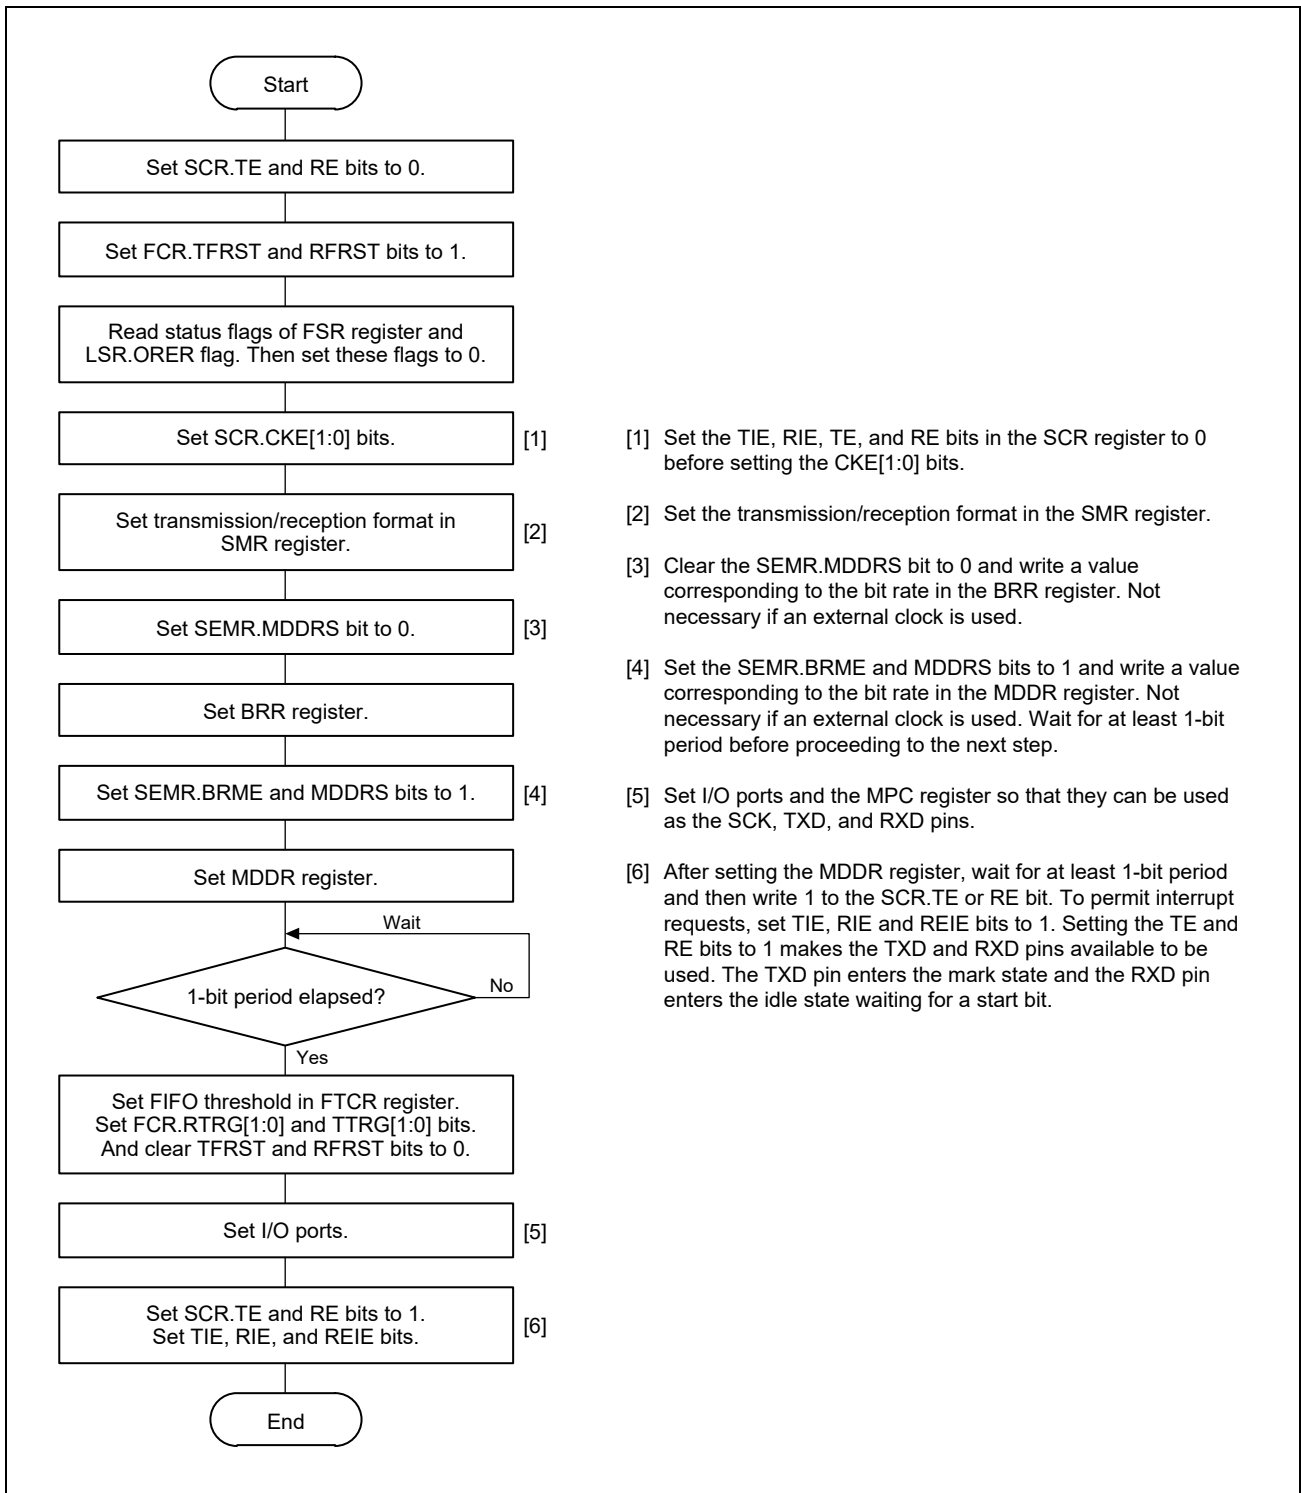 Start
Set SCR.TE and RE bits to 0.
Set FCR.TFRST and RFRST bits to 1.
Read status flags of FSR register and
LSR.ORER flag. Then set these flags to 0.
Set SCR.CKE[1:0] bits.
[1]
Set transmission/reception format in
SMR register.
[2]
Set SEMR.MDDRS bit to 0.
[3]
Set BRR register.
Set SEMR.BRME and MDDRS bits to 1.
[4]
Set MDDR register.
Wait
1-bit period elapsed?
No
Yes
Set FIFO threshold in FTCR register.
Set FCR.RTRG[1:0] and TTRG[1:0] bits.
And clear TFRST and RFRST bits to 0.
Set I/O ports.
[5]
Set SCR.TE and RE bits to 1.
Set TIE, RIE, and REIE bits.
[6]
End
[1] Set the TIE, RIE, TE, and RE bits in the SCR register to 0
before setting the CKE[1:0] bits.
[2] Set the transmission/reception format in the SMR register.
[3] Clear the SEMR.MDDRS bit to 0 and write a value
corresponding to the bit rate in the BRR register. Not
necessary if an external clock is used.
[4] Set the SEMR.BRME and MDDRS bits to 1 and write a value
corresponding to the bit rate in the MDDR register. Not
necessary if an external clock is used. Wait for at least 1-bit
period before proceeding to the next step.
[5] Set I/O ports and the MPC register so that they can be used
as the SCK, TXD, and RXD pins.
[6] After setting the MDDR register, wait for at least 1-bit period
and then write 1 to the SCR.TE or RE bit. To permit interrupt
requests, set TIE, RIE and REIE bits to 1. Setting the TE and
RE bits to 1 makes the TXD and RXD pins available to be
used. The TXD pin enters the mark state and the RXD pin
enters the idle state waiting for a start bit.